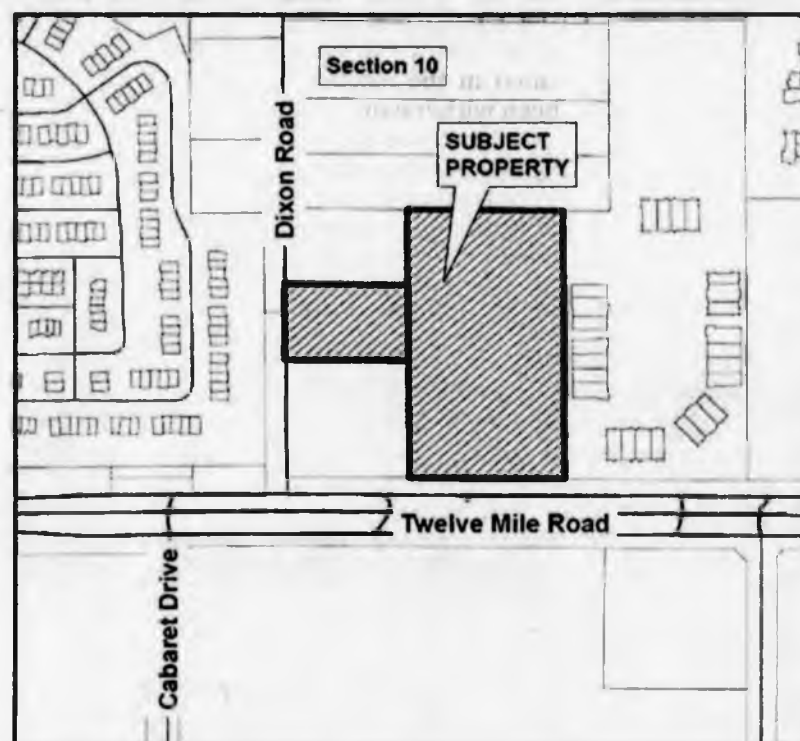 Section 10
SUBJECT
PROPERTY
Dixon Road
Twelve Mile Road
Cabaret Drive